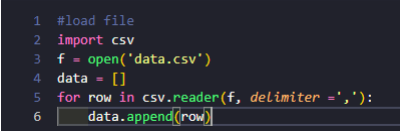 1 #load file
2 import csv
3 f = open('data.csv')
4 data = []
5 for row in csv.reader(f, delimiter =','):
6 data.append(row)